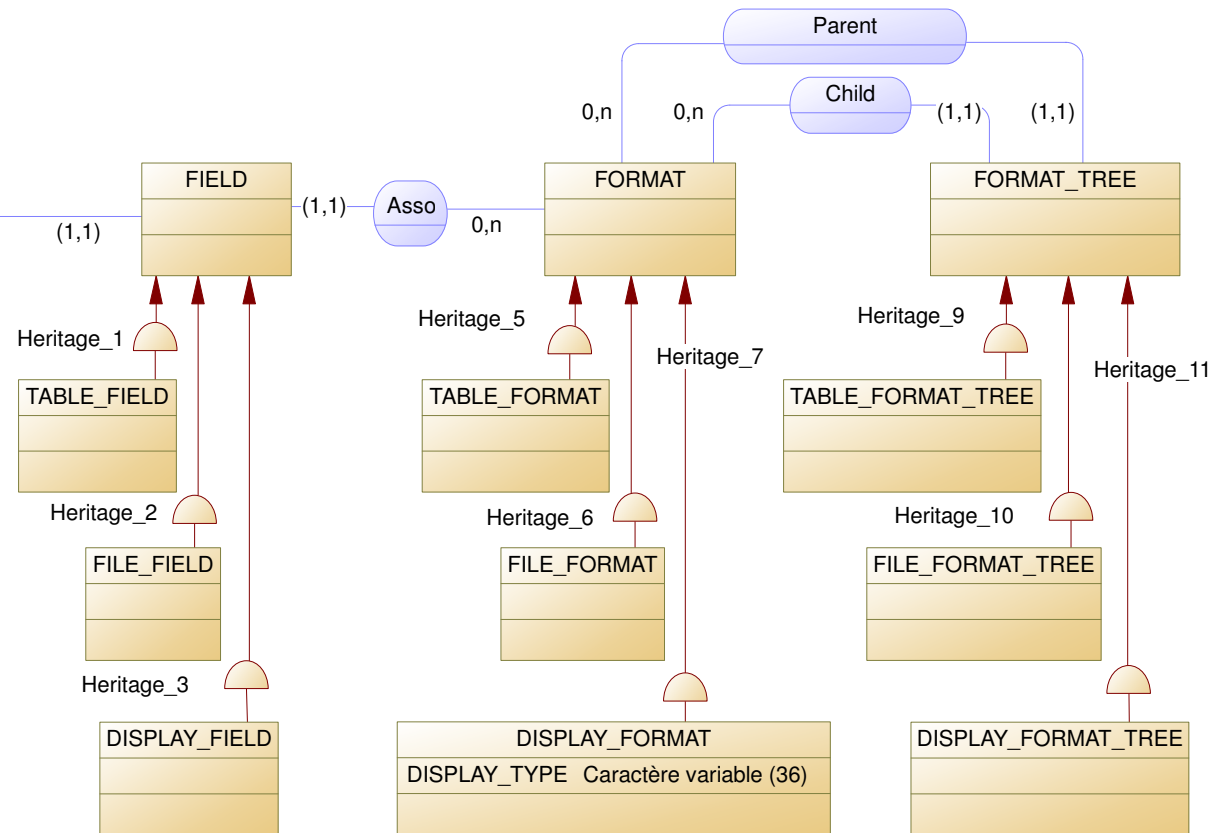 Parent
Child
0,n
0,n
(1,1)
(1,1)
FIELD
FORMAT
FORMAT_TREE
(1,1)
(1,1)
Asso
0,n
Heritage_1
Heritage_5
Heritage_7
Heritage_9
Heritage_11
TABLE_FIELD
TABLE_FORMAT
TABLE_FORMAT_TREE
Heritage_2
Heritage_6
Heritage_10
FILE_FIELD
FILE_FORMAT
FILE_FORMAT_TREE
Heritage_3
DISPLAY_FIELD
DISPLAY_FORMAT
DISPLAY_TYPE Caractère variable (36)
DISPLAY_FORMAT_TREE